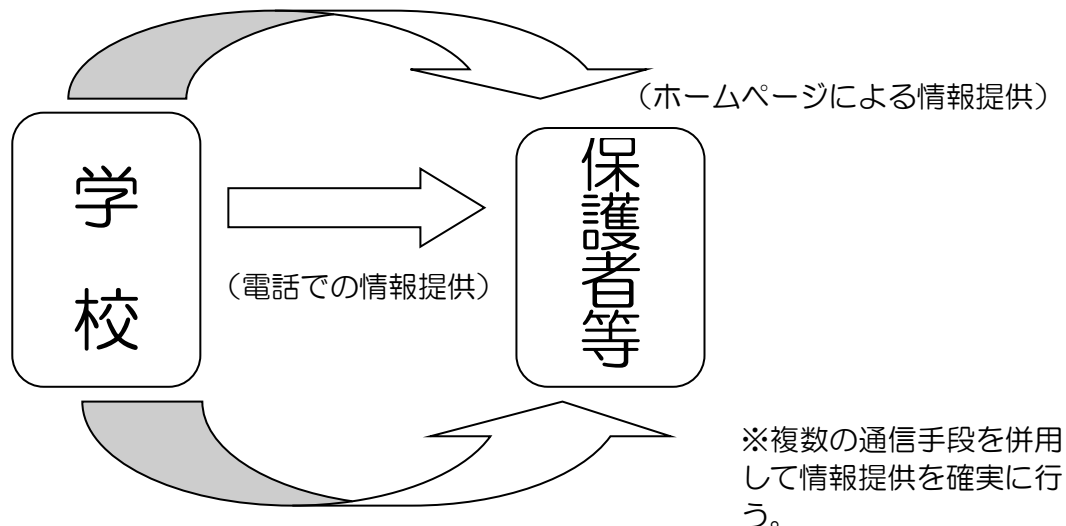 （ホームページによる情報提供）
学校
保護者等
（電話での情報提供）
※複数の通信手段を併用
して情報提供を確実に行
う。